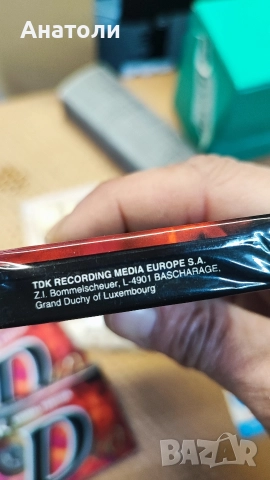 Анатоли
TDK RECORDING MEDIA EUROPE S.A.
Z.I. Bommelscheuer, L-4901 BASCHARAGE,
Grand Duchy of Luxembourg
D
BAZAR